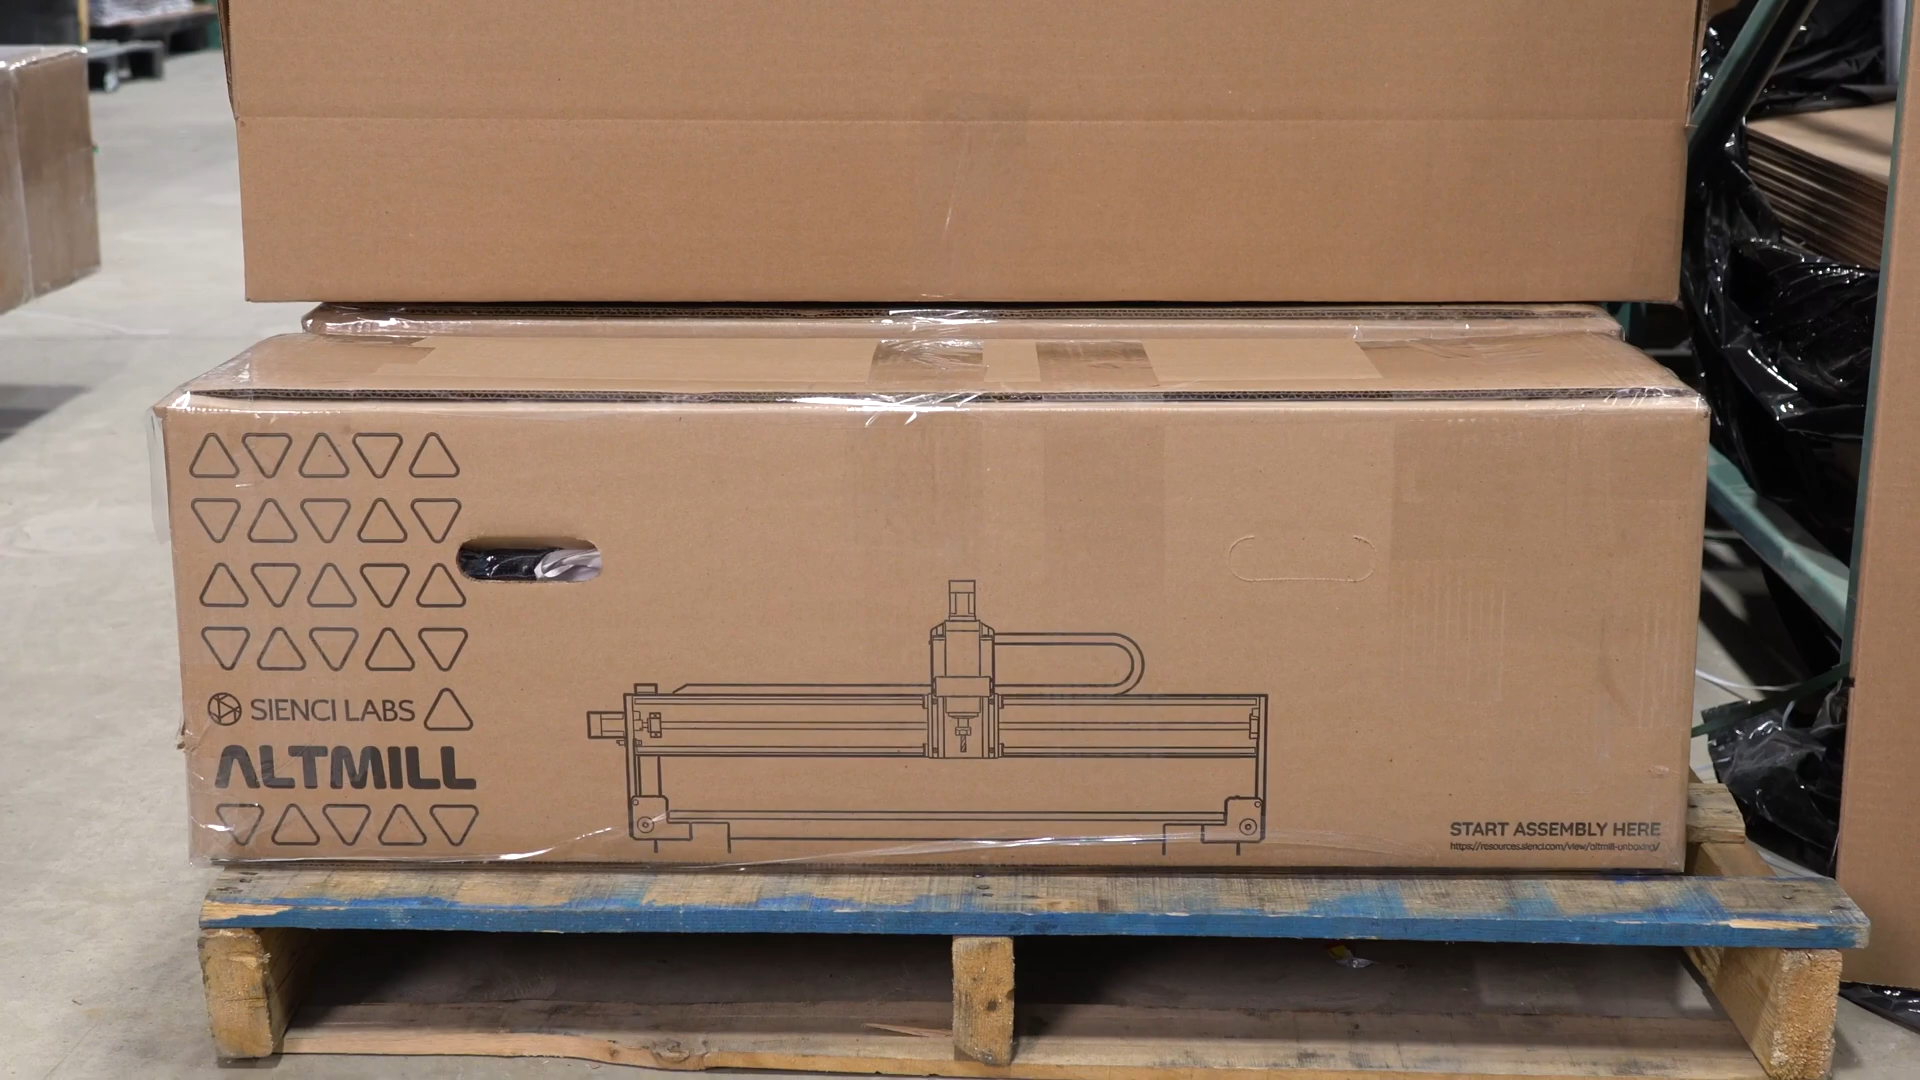 SIENCI LABS
ALTMILL
START ASSEMBLY HERE
https://resources.sienci.com/view/altmill-unboxing/